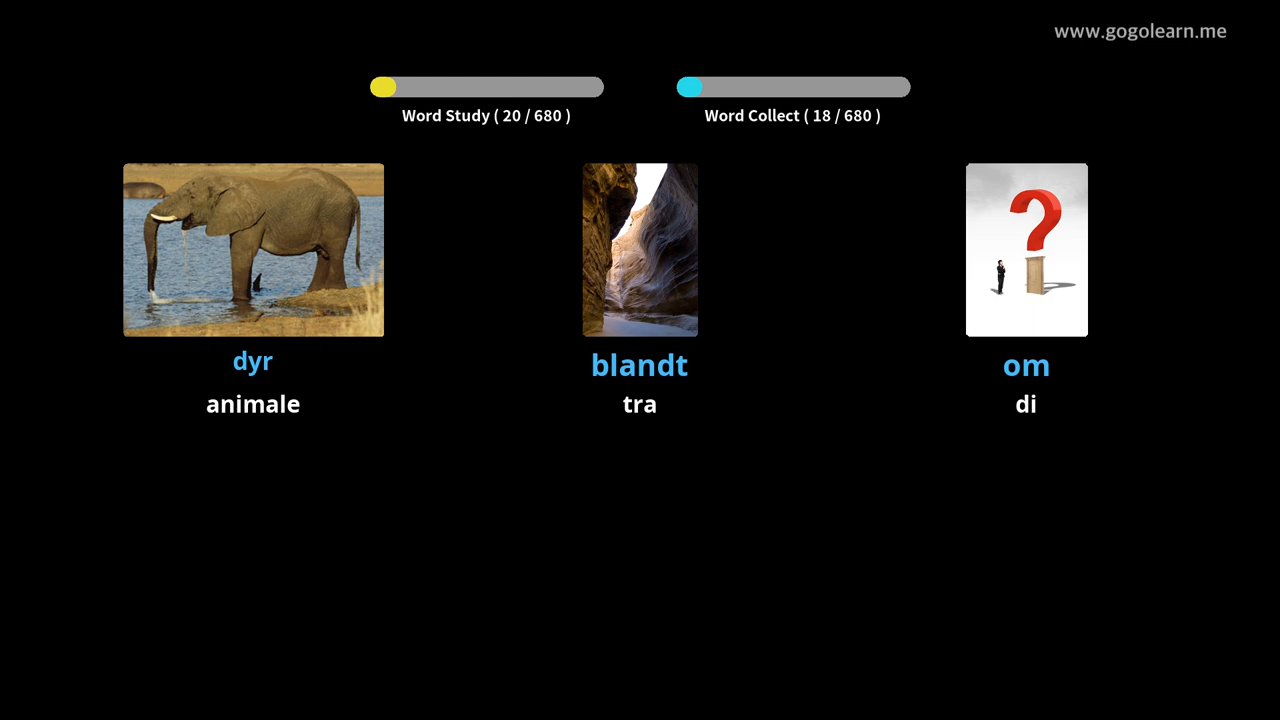 www.gogolearn.me
Word Study ( 20 / 680 )
Word Collect ( 18 / 680 )
dyr
animale
blandt
tra
om
di